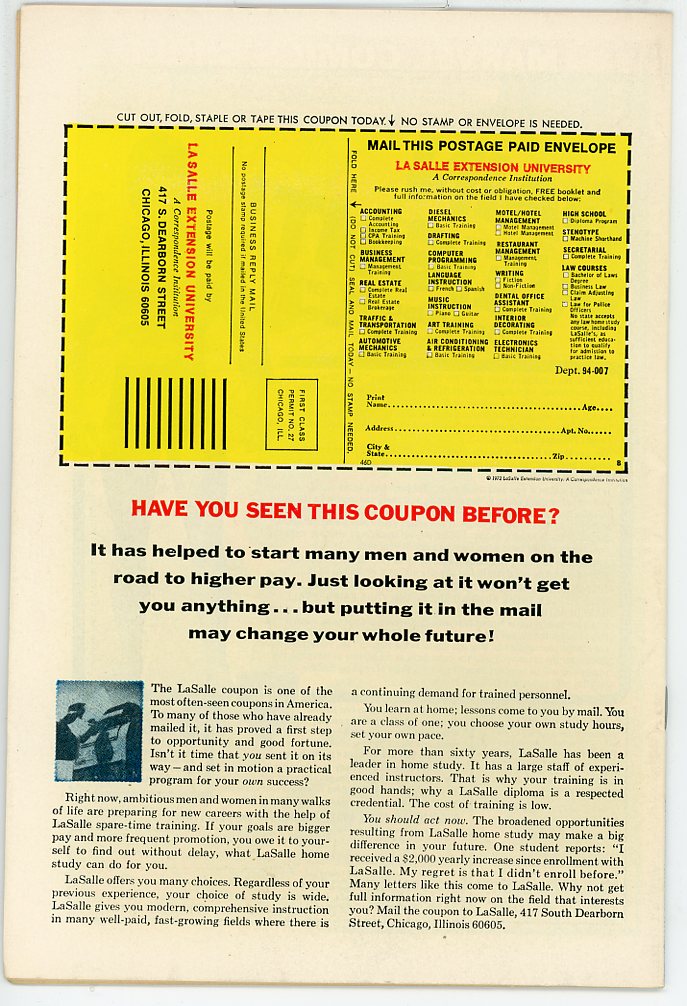 CUT OUT, FOLD, STAPLE OR TAPE THIS COUPON TODAY. ↓ NO STAMP OR ENVELOPE IS NEEDED.
Postage will be paid by
LA SALLE EXTENSION UNIVERSITY
A Correspondence Institution
417 S. DEARBORN STREET
CHICAGO, ILLINOIS 60605
BUSINESS REPLY MAIL
No postage stamp required if mailed in the United States
FIRST CLASS
PERMIT NO. 27
CHICAGO, ILL.
FOLD HERE ↓ (DO NOT CUT) SEAL AND MAIL TODAY — NO STAMP NEEDED.
MAIL THIS POSTAGE PAID ENVELOPE
LA SALLE EXTENSION UNIVERSITY
A Correspondence Institution
Please rush me, without cost or obligation, FREE booklet and
full information on the field I have checked below:
ACCOUNTING
Complete
Accounting
Income Tax
CPA Training
Bookkeeping
BUSINESS
MANAGEMENT
Management
Training
REAL ESTATE
Complete Real
Estate
Real Estate
Brokerage
TRAFFIC &
TRANSPORTATION
Complete Training
AUTOMOTIVE
MECHANICS
Basic Training
DIESEL
MECHANICS
Basic Training
DRAFTING
Complete Training
COMPUTER
PROGRAMMING
Basic Training
LANGUAGE
INSTRUCTION
French Spanish
MUSIC
INSTRUCTION
Piano Guitar
ART TRAINING
Complete Training
AIR CONDITIONING
& REFRIGERATION
Basic Training
MOTEL/HOTEL
MANAGEMENT
Motel Management
Hotel Management
RESTAURANT
MANAGEMENT
Management
Training
WRITING
Fiction
Non-Fiction
DENTAL OFFICE
ASSISTANT
Complete Training
INTERIOR
DECORATING
Complete Training
ELECTRONICS
TECHNICIAN
Basic Training
HIGH SCHOOL
Diploma Program
STENOTYPE
Machine Shorthand
SECRETARIAL
Complete Training
LAW COURSES
Bachelor of Laws
Degree
Business Law
Claim Adjusting
Law
Law for Police
Officers
No state accepts
any law home study
course, including
LaSalle's, as
sufficient educa-
tion to qualify
for admission to
practice law.
Dept. 94-007
Print
Name.................... Age....
Address.................... Apt. No......
City &
State.................... Zip..........
46D
8
© 1972 LaSalle Extension University. A Correspondence Institution
HAVE YOU SEEN THIS COUPON BEFORE?
It has helped to start many men and women on the
road to higher pay. Just looking at it won't get
you anything... but putting it in the mail
may change your whole future!
The LaSalle coupon is one of the
most often-seen coupons in America.
To many of those who have already
mailed it, it has proved a first step
to opportunity and good fortune.
Isn't it time that you sent it on its
way – and set in motion a practical
program for your own success?
Right now, ambitious men and women in many walks
of life are preparing for new careers with the help of
LaSalle spare-time training. If your goals are bigger
pay and more frequent promotion, you owe it to your-
self to find out without delay, what LaSalle home
study can do for you.
LaSalle offers you many choices. Regardless of your
previous experience, your choice of study is wide.
LaSalle gives you modern, comprehensive instruction
in many well-paid, fast-growing fields where there is
a continuing demand for trained personnel.
You learn at home; lessons come to you by mail. You
are a class of one; you choose your own study hours,
set your own pace.
For more than sixty years, LaSalle has been a
leader in home study. It has a large staff of experi-
enced instructors. That is why your training is in
good hands; why a LaSalle diploma is a respected
credential. The cost of training is low.
You should act now. The broadened opportunities
resulting from LaSalle home study may make a big
difference in your future. One student reports: “I
received a $2,000 yearly increase since enrollment with
LaSalle. My regret is that I didn't enroll before.”
Many letters like this come to LaSalle. Why not get
full information right now on the field that interests
you? Mail the coupon to LaSalle, 417 South Dearborn
Street, Chicago, Illinois 60605.